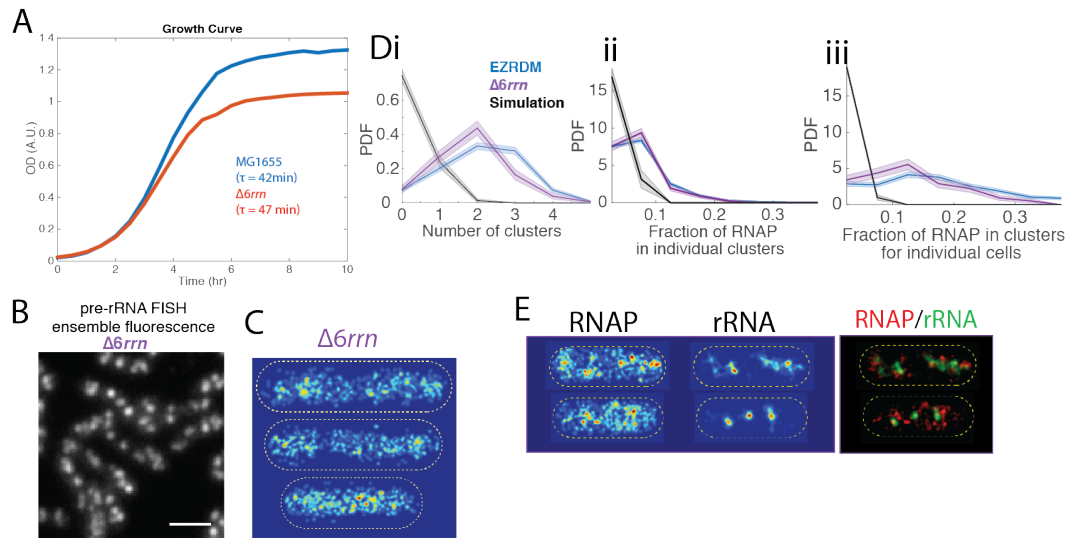 A
Growth Curve
1.4
1.2
1
0.8
0.6
0.4
0.2
0
OD (A.U.)
0
2
4
6
8
10
Time (hr)
MG1655
(τ = 42min)
Δ6rrn
(τ = 47 min)
Di
EZRDM
Δ6rrn
Simulation
PDF
0.6
0.4
0.2
0
0
1
2
3
4
Number of clusters
ii
PDF
15
10
5
0
0.1
0.2
0.3
Fraction of RNAP
in individual clusters
iii
PDF
15
10
5
0
0.1
0.2
0.3
Fraction of RNAP in clusters
for individual cells
B
pre-rRNA FISH
ensemble fluorescence
Δ6rrn
C
Δ6rrn
E
RNAP
rRNA
RNAP/rRNA